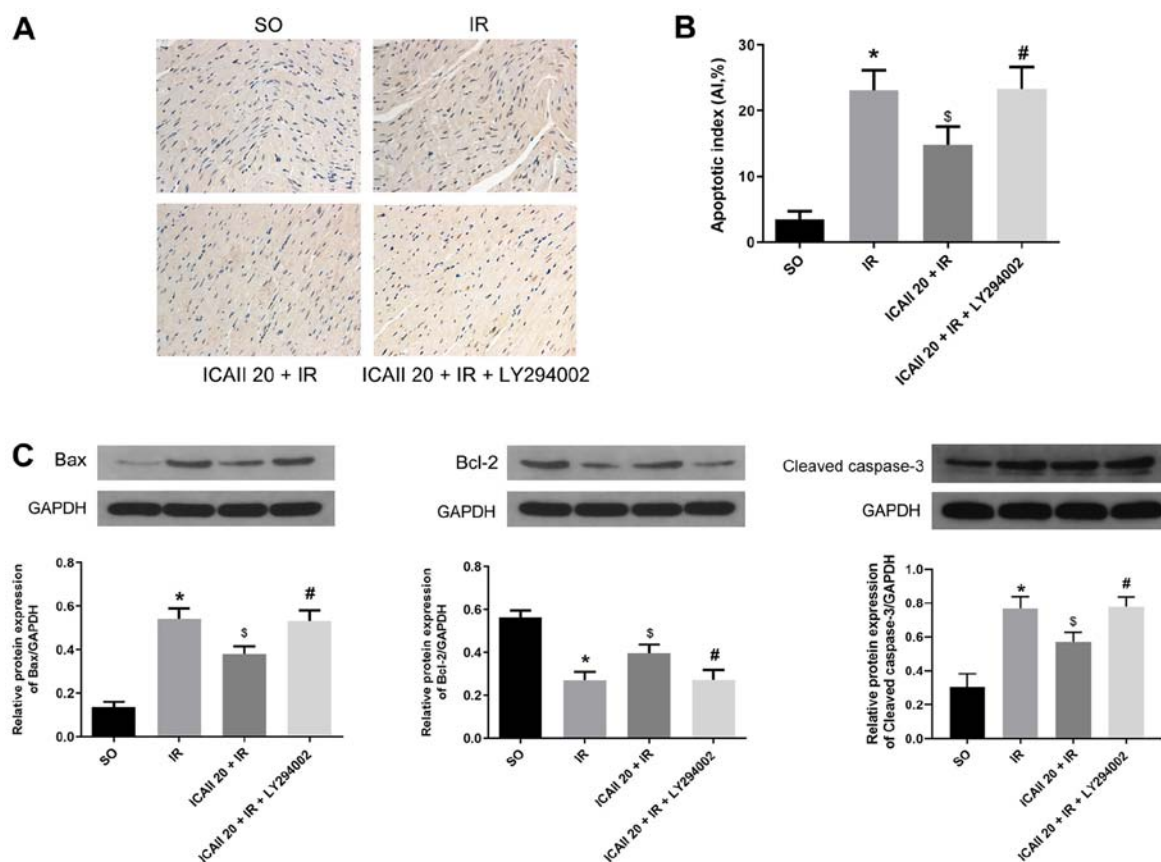 A
SO
IR
ICAII 20 + IR
ICAII 20 + IR + LY294002
B
Apoptotic index (AI,%)
30
20
10
0
*
$
#
SO
IR
ICAII 20 + IR
ICAII 20 + IR + LY294002
C
Bax
GAPDH
Relative protein expression
of Bax/GAPDH
0.8
0.6
0.4
0.2
0.0
*
$
#
SO
IR
ICAII 20 + IR
ICAII 20 + IR + LY294002
Bcl-2
GAPDH
Relative protein expression
of Bcl-2/GAPDH
0.8
0.6
0.4
0.2
0.0
*
$
#
SO
IR
ICAII 20 + IR
ICAII 20 + IR + LY294002
Cleaved caspase-3
GAPDH
Relative protein expression
of Cleaved caspase-3/GAPDH
1.0
0.8
0.6
0.4
0.2
0.0
*
$
#
SO
IR
ICAII 20 + IR
ICAII 20 + IR + LY294002